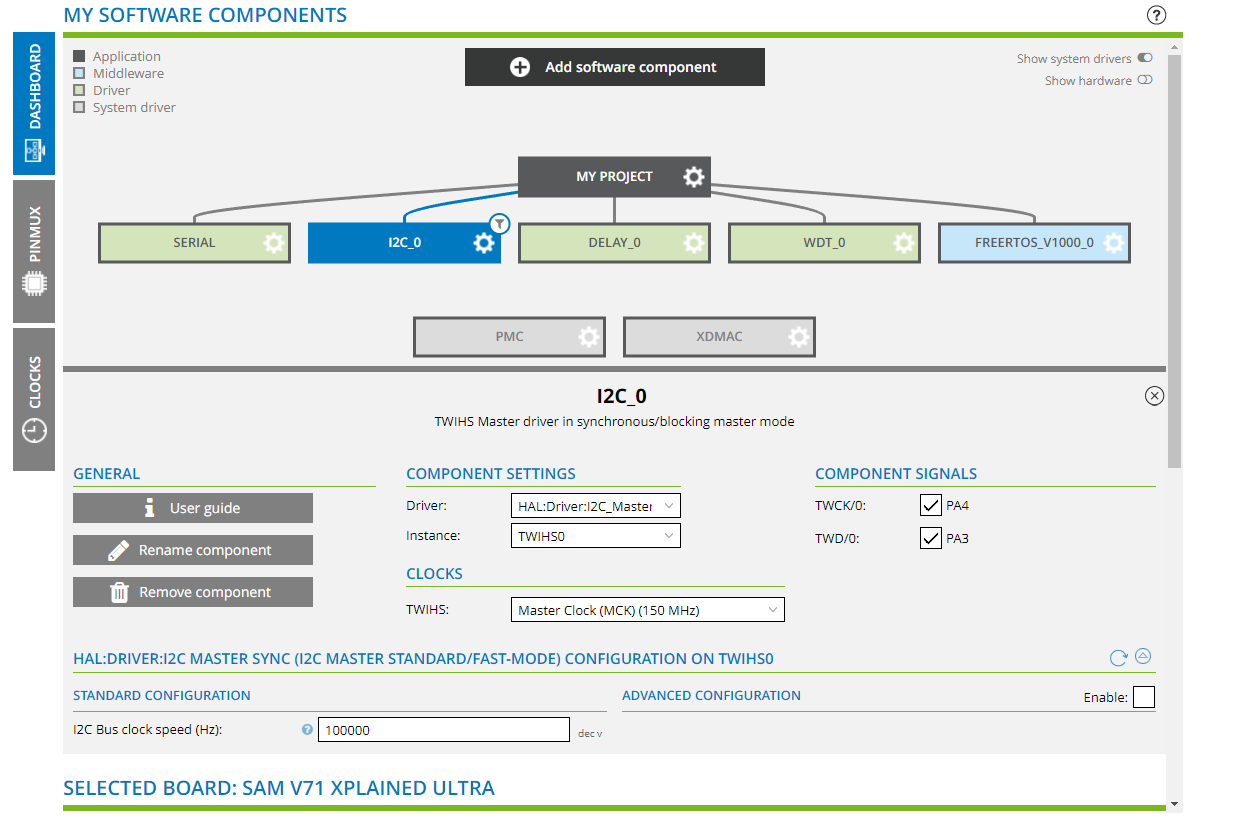 MY SOFTWARE COMPONENTS
?
DASHBOARD
PINMUX
CLOCKS
Application
Middleware
Driver
System driver
Add software component
Show system drivers
Show hardware
MY PROJECT
SERIAL
I2C_0
DELAY_0
WDT_0
FREERTOS_V1000_0
PMC
XDMAC
I2C_0
TWIHS Master driver in synchronous/blocking master mode
GENERAL
User guide
Rename component
Remove component
COMPONENT SETTINGS
Driver: HAL:Driver:I2C_Master
Instance: TWIHS0
CLOCKS
TWIHS: Master Clock (MCK) (150 MHz)
COMPONENT SIGNALS
TWCK/0: PA4
TWD/0: PA3
HAL:DRIVER:I2C MASTER SYNC (I2C MASTER STANDARD/FAST-MODE) CONFIGURATION ON TWIHS0
STANDARD CONFIGURATION
I2C Bus clock speed (Hz): ? 100000 dec v
ADVANCED CONFIGURATION
Enable:
SELECTED BOARD: SAM V71 XPLAINED ULTRA